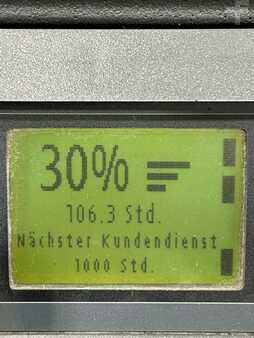 30%
106.3 Std.
Nächster Kundendienst
1000 Std.